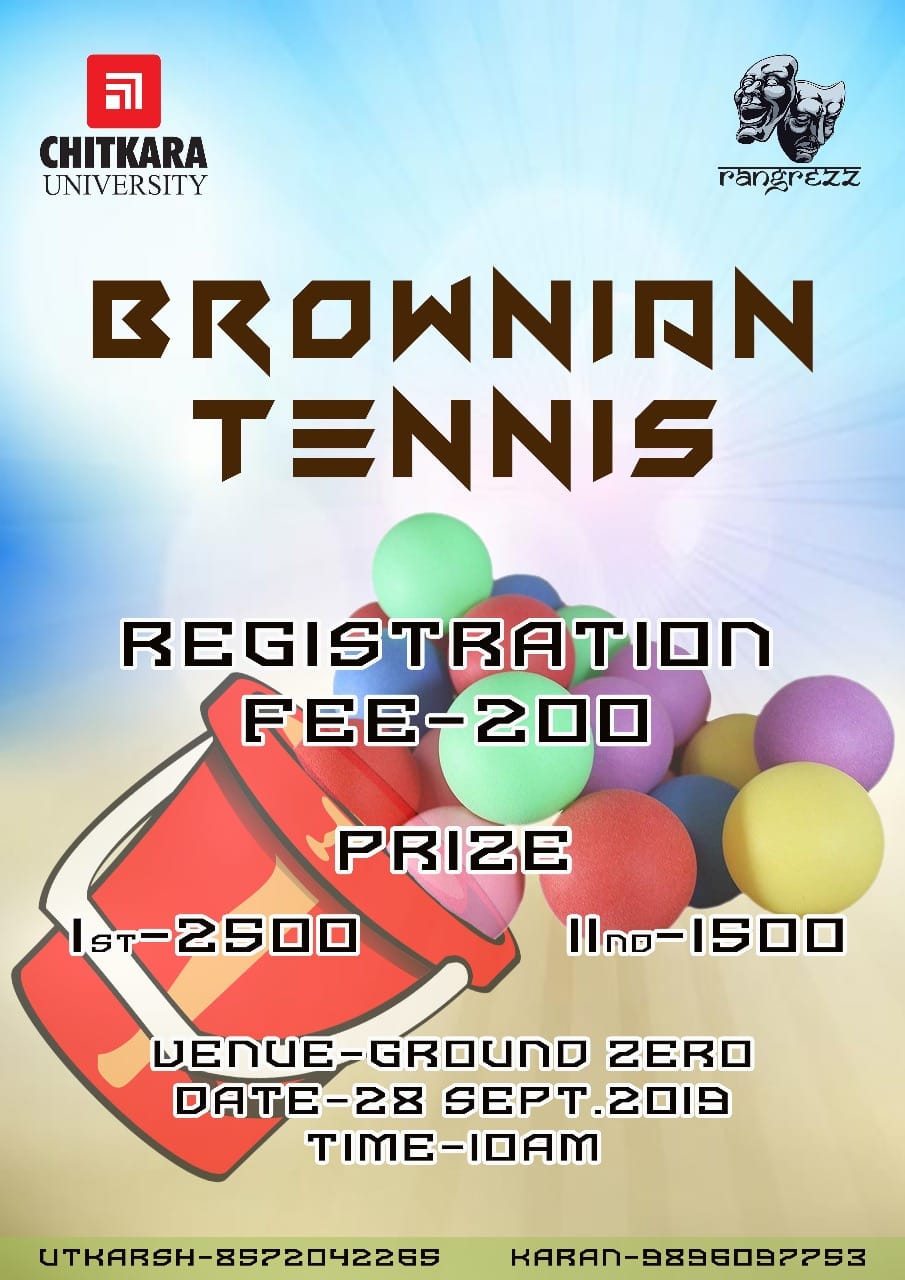 CHITKARA
UNIVERSITY
rangrezz
BROWNIAN
TENNIS
REGISTRATION
FEE-200
PRIZE
Ist-2500
IInd-1500
VENUE-GROUND ZERO
DATE-28 SEPT.2019
TIME-10AM
UTKARSH-8572042265
KARAN-9896097753